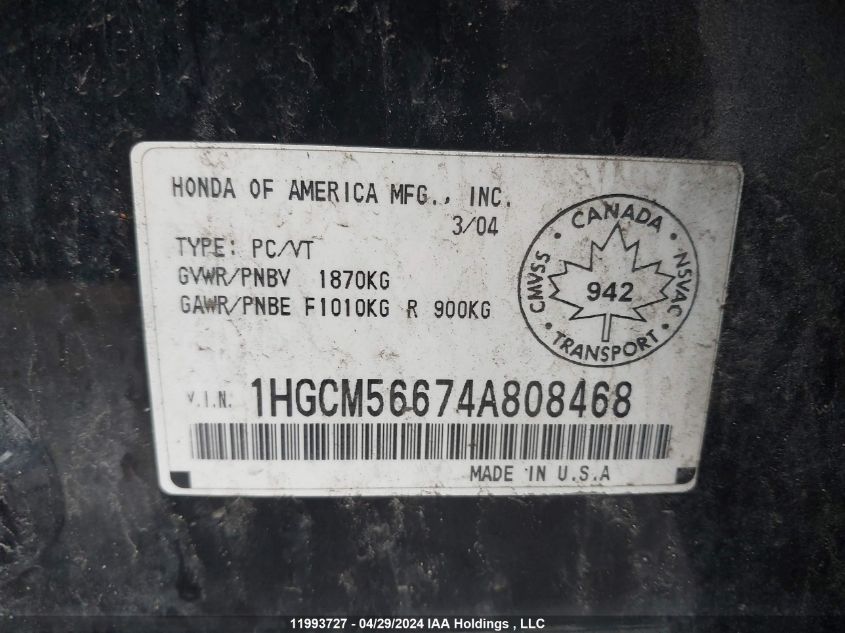 HONDA OF AMERICA MFG., INC.
3/04
TYPE: PC/VT
GVWR/PNBV 1870KG
GAWR/PNBE F1010KG R 900KG
CANADA
CMVSS
NSVAC
942
TRANSPORT
V.I.N. 1HGCM56674A808468
MADE IN U.S.A
11993727 - 04/29/2024 IAA Holdings , LLC